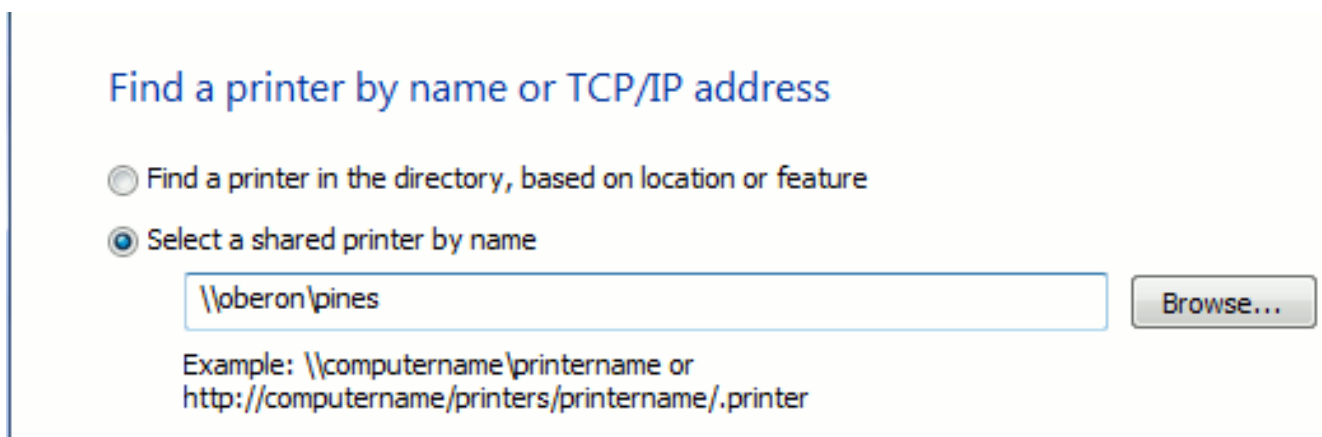 Find a printer by name or TCP/IP address
Find a printer in the directory, based on location or feature
Select a shared printer by name
\\oberon\pines
Browse...
Example: \\computername\printername or
http://computername/printers/printername/.printer